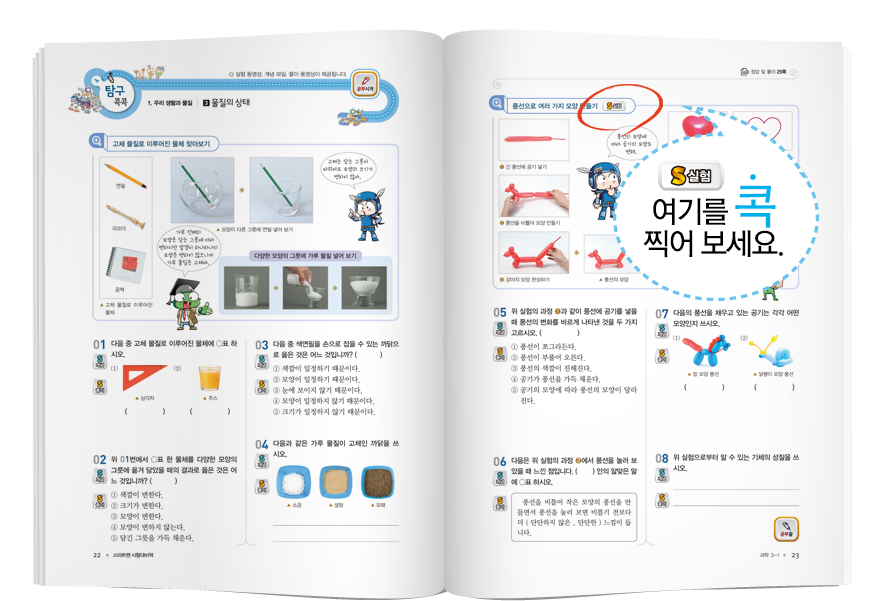 탐구
콕콕
◎ 실험 동영상, 개념 파일, 풀이 동영상이 제공됩니다.
공부시작
1. 우리 생활과 물질 3 물질의 상태
고체 물질로 이루어진 물체 찾아보기
연필
리코더
공책
▲ 고체 물질로 이루어진
물체
고체는 담는 그릇이
바뀌어도 모양과 크기가
변하지 않아.
▲ 모양이 다른 그릇에 연필 넣어 보기
가루 전체의
모양은 담는 그릇에 따라
변하지만 알갱이 하나하나의
모양은 변하지 않으니까
가루 물질은 고체야.
다양한 모양의 그릇에 가루 물질 넣어 보기
01 다음 중 고체 물질로 이루어진 물체에 ○표 하
시오.
S 시험
S 단원
(1) (2)
▲ 삼각자 ▲ 주스
( ) ( )
02 위 01번에서 ○표 한 물체를 다양한 모양의
그릇에 옮겨 담았을 때의 결과로 옳은 것은 어
느 것입니까? ( )
① 색깔이 변한다.
② 크기가 변한다.
③ 모양이 변한다.
④ 모양이 변하지 않는다.
⑤ 담긴 그릇을 가득 채운다.
03 다음 중 색연필을 손으로 잡을 수 있는 까닭으
로 옳은 것은 어느 것입니까? ( )
① 색깔이 일정하기 때문이다.
② 모양이 일정하기 때문이다.
③ 눈에 보이지 않기 때문이다.
④ 모양이 일정하지 않기 때문이다.
⑤ 크기가 일정하지 않기 때문이다.
04 다음과 같은 가루 물질이 고체인 까닭을 쓰
시오.
▲ 소금 ▲ 설탕 ▲ 모래
22 ● 스마트펜 시험대비책
정답 및 풀이 25쪽
풍선으로 여러 가지 모양 만들기 S실험
❶ 긴 풍선에 공기 넣기
풍선의 모양에
따라 공기의 모양도
변해.
❷ 풍선을 비틀어 모양 만들기
❸ 강아지 모양 완성하기
▲ 풍선의 모양
S실험
여기를 콕
찍어 보세요.
05 위 실험의 과정 ❶과 같이 풍선에 공기를 넣을
때 풍선의 변화를 바르게 나타낸 것을 두 가지
고르시오. ( )
① 풍선이 쪼그라든다.
② 풍선이 부풀어 오른다.
③ 풍선의 색깔이 진해진다.
④ 공기가 풍선을 가득 채운다.
⑤ 공기의 모양에 따라 풍선의 모양이 달라
진다.
06 다음은 위 실험의 과정 ❷에서 풍선을 눌러 보
았을 때 느낀 점입니다. ( ) 안의 알맞은 말
에 ○표 하시오.
풍선을 비틀어 작은 모양의 풍선을 만
들면서 풍선을 눌러 보면 비틀기 전보다
더 ( 단단하지 않은 , 단단한 ) 느낌이 듭
니다.
07 다음의 풍선을 채우고 있는 공기는 각각 어떤
모양인지 쓰시오.
(1) (2)
▲ 말 모양 풍선 ▲ 달팽이 모양 풍선
( ) ( )
08 위 실험으로부터 알 수 있는 기체의 성질을 쓰
시오.
공부끝
과학 3-1 ● 23